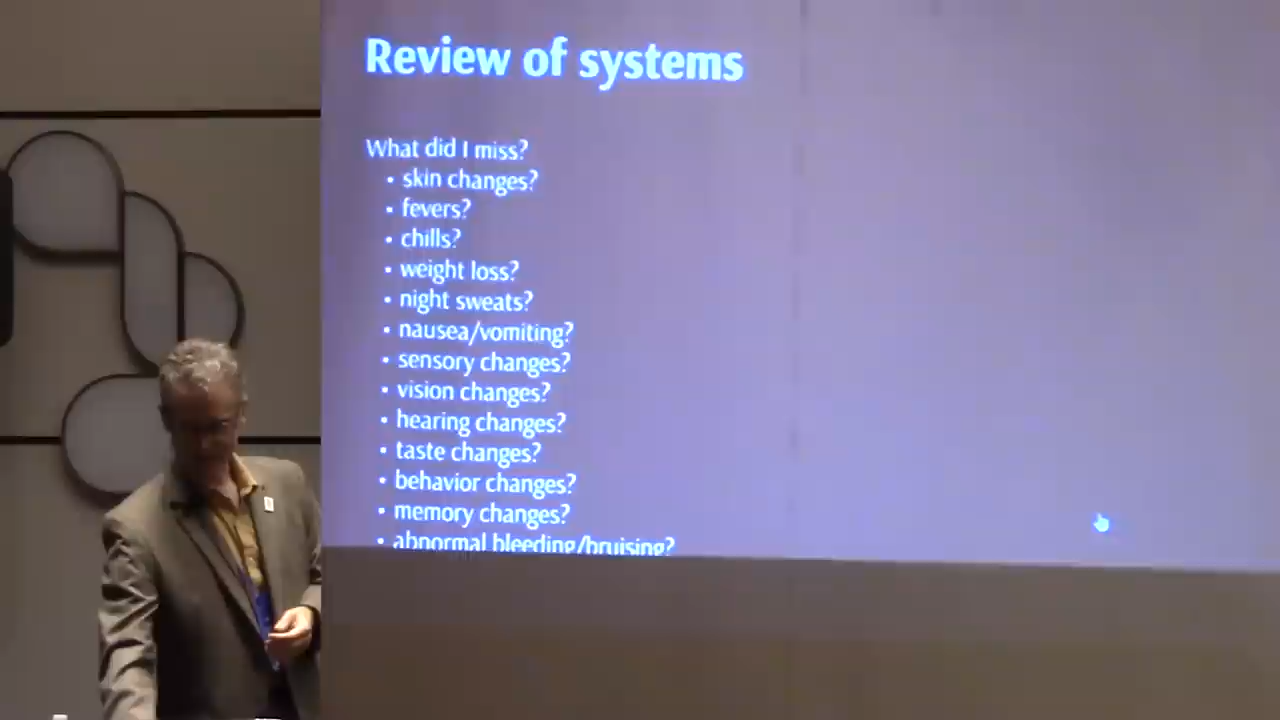 Review of systems
What did I miss?
• skin changes?
• fevers?
• chills?
• weight loss?
• night sweats?
• nausea/vomiting?
• sensory changes?
• vision changes?
• hearing changes?
• taste changes?
• behavior changes?
• memory changes?
• abnormal bleeding/bruising?